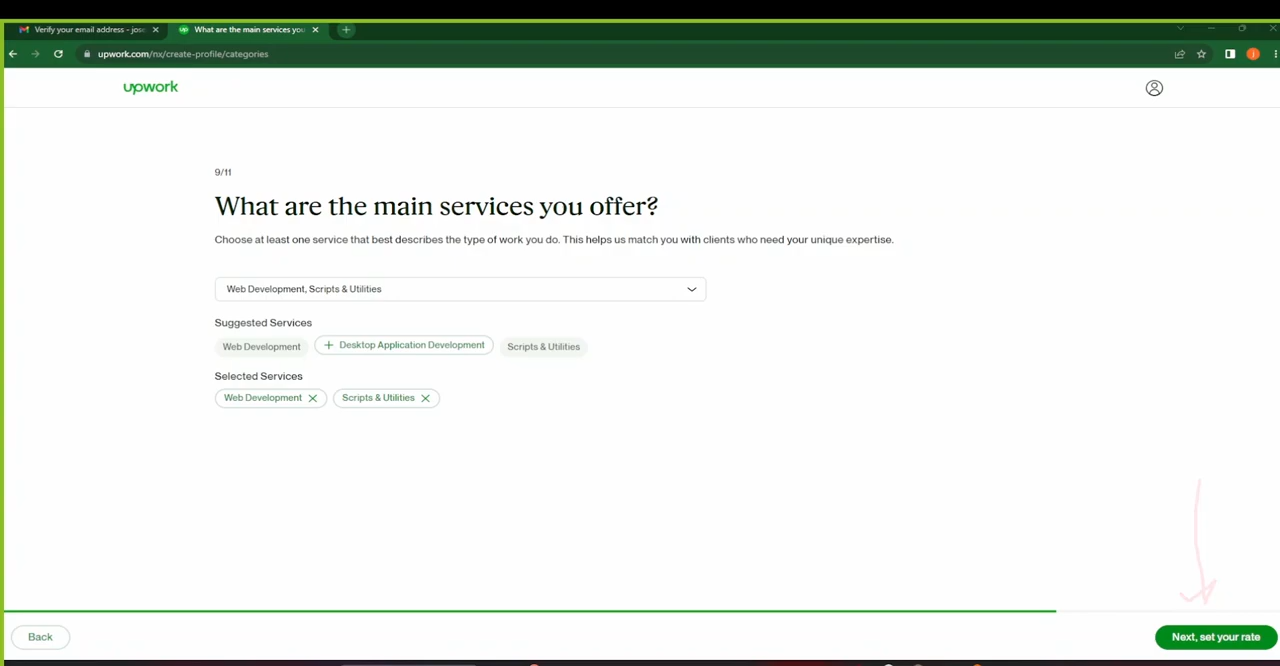 Verify your email address - jose
What are the main services you
upwork.com/nx/create-profile/categories
upwork
9/11
What are the main services you offer?
Choose at least one service that best describes the type of work you do. This helps us match you with clients who need your unique expertise.
Web Development, Scripts & Utilities
Suggested Services
Web Development + Desktop Application Development Scripts & Utilities
Selected Services
Web Development Scripts & Utilities
Back
Next, set your rate